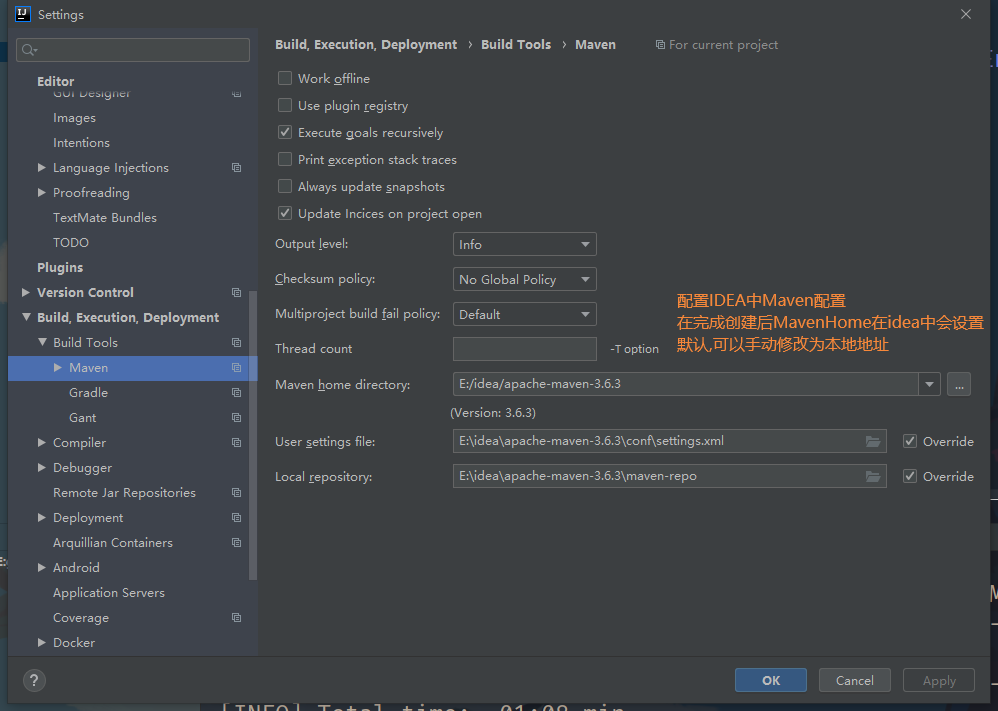 Settings
Editor
GUI Designer
Images
Intentions
Language Injections
Proofreading
TextMate Bundles
TODO
Plugins
Version Control
Build, Execution, Deployment
Build Tools
Maven
Gradle
Gant
Compiler
Debugger
Remote Jar Repositories
Deployment
Arquillian Containers
Android
Application Servers
Coverage
Docker
Build, Execution, Deployment › Build Tools › Maven
For current project
Work offline
Use plugin registry
Execute goals recursively
Print exception stack traces
Always update snapshots
Update Incices on project open
Output level: Info
Checksum policy: No Global Policy
Multiproject build fail policy: Default
Thread count -T option
配置IDEA中Maven配置
在完成创建后MavenHome在idea中会设置
默认,可以手动修改为本地地址
Maven home directory: E:/idea/apache-maven-3.6.3 ...
(Version: 3.6.3)
User settings file: E:\idea\apache-maven-3.6.3\conf\settings.xml Override
Local repository: E:\idea\apache-maven-3.6.3\maven-repo Override
? OK Cancel Apply
[INFO] Total time: 01:08 min